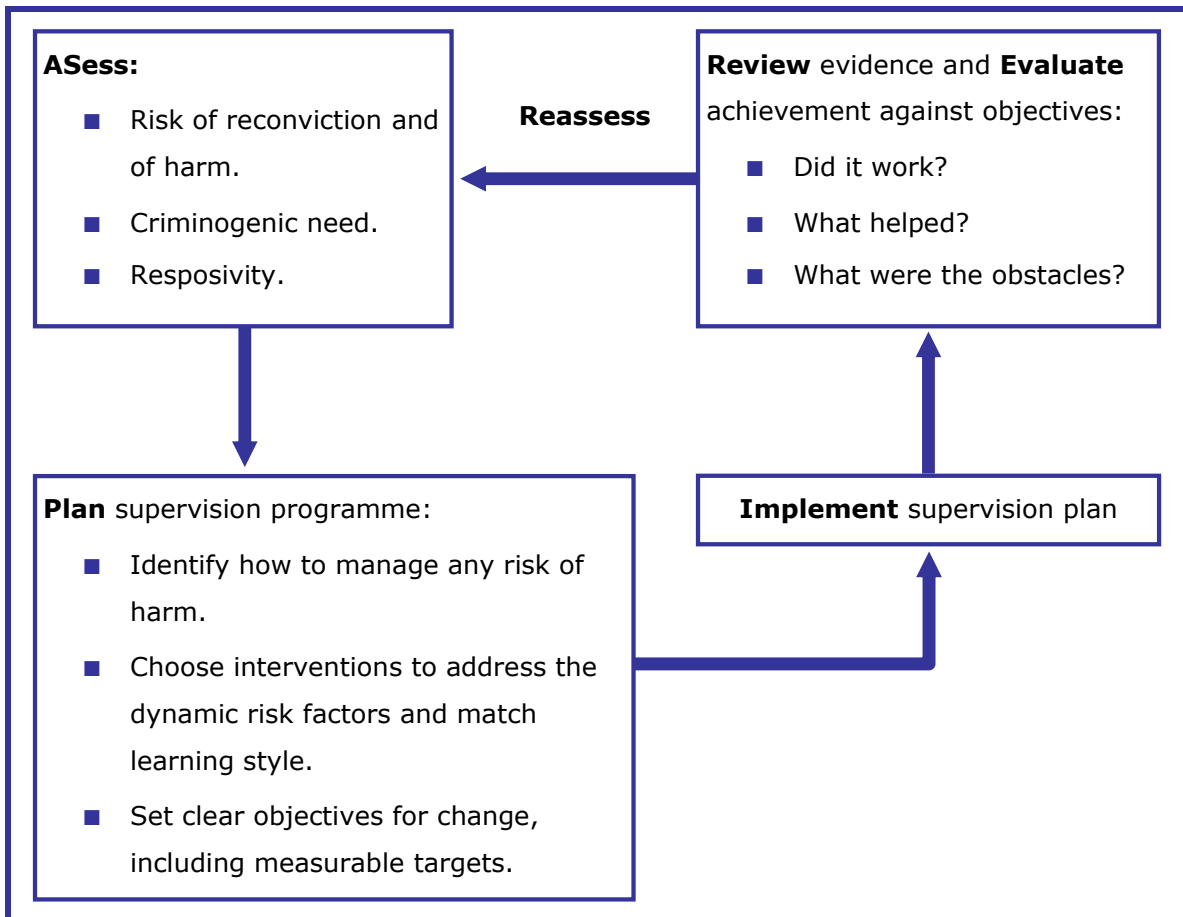 ASess:
■ Risk of reconviction and
of harm.
■ Criminogenic need.
■ Resposivity.
Reassess
Review evidence and Evaluate
achievement against objectives:
■ Did it work?
■ What helped?
■ What were the obstacles?
Plan supervision programme:
■ Identify how to manage any risk of
harm.
■ Choose interventions to address the
dynamic risk factors and match
learning style.
■ Set clear objectives for change,
including measurable targets.
Implement supervision plan